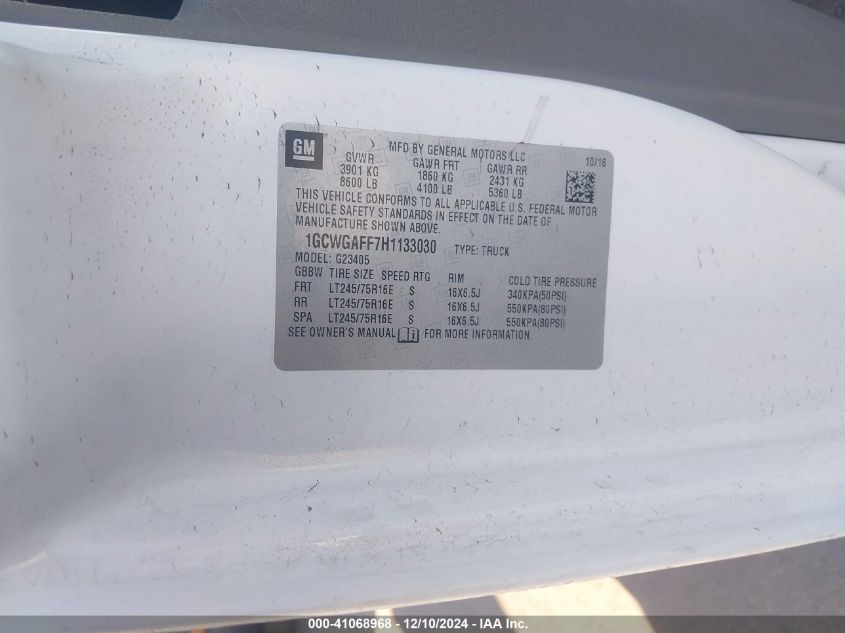 GM
MFD BY GENERAL MOTORS LLC
10/16
GVWR GAWR FRT GAWR RR
3901 KG 1860 KG 2431 KG
8600 LB 4100 LB 5360 LB
THIS VEHICLE CONFORMS TO ALL APPLICABLE U.S. FEDERAL MOTOR
VEHICLE SAFETY STANDARDS IN EFFECT ON THE DATE OF
MANUFACTURE SHOWN ABOVE.
1GCWGAFF7H1133030 TYPE: TRUCK
MODEL: G23405
GBBW TIRE SIZE SPEED RTG RIM COLD TIRE PRESSURE
FRT LT245/75R16E S 16X6.5J 340KPA(50PSI)
RR LT245/75R16E S 16X6.5J 550KPA(80PSI)
SPA LT245/75R16E S 16X6.5J 550KPA(80PSI)
SEE OWNER'S MANUAL FOR MORE INFORMATION.
000-41068968 - 12/10/2024 - IAA Inc.